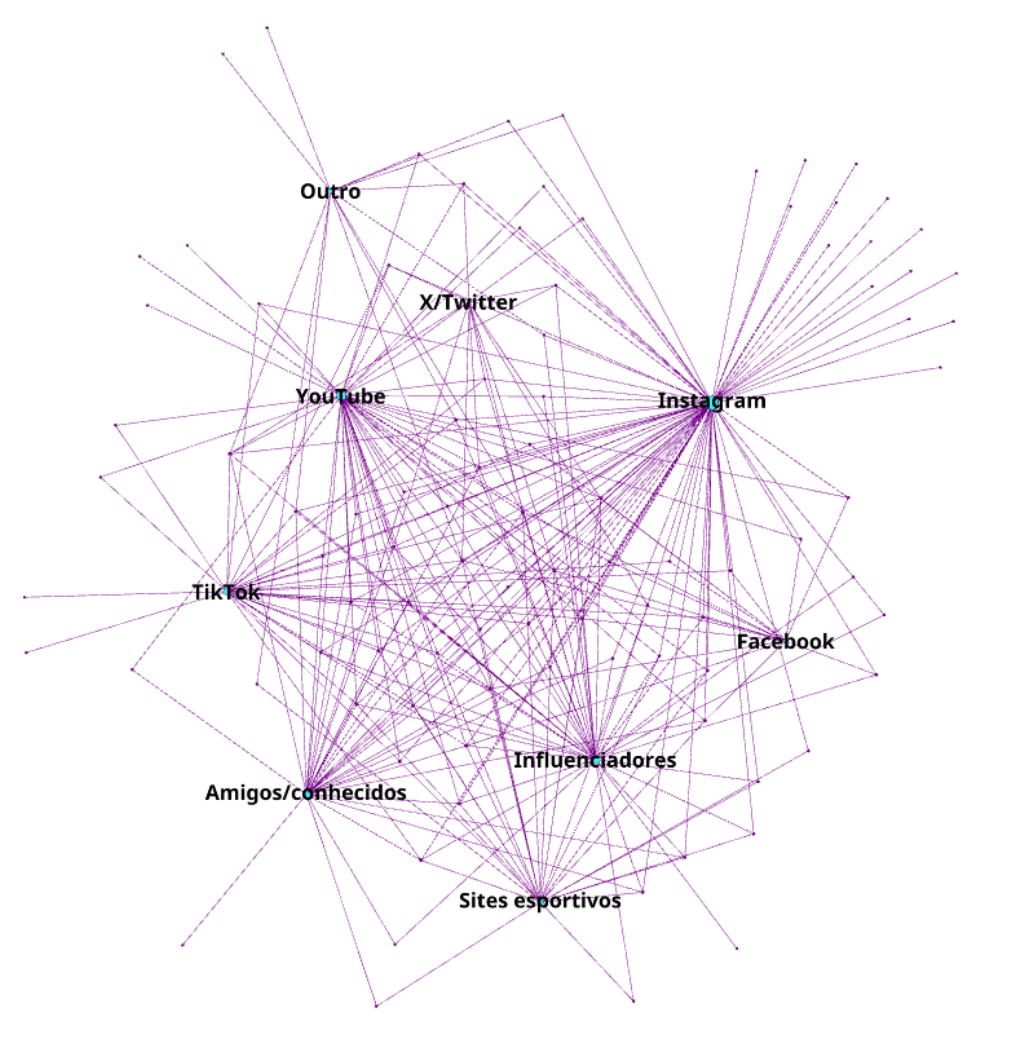 Outro
X/Twitter
YouTube
Instagram
TikTok
Facebook
Influenciadores
Amigos/conhecidos
Sites esportivos